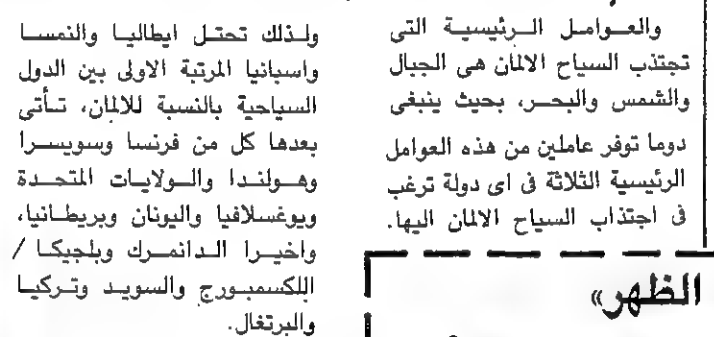 والعوامل الرئيسية التى
تجتذب السياح الالمان هى الجبال
والشمس والبحر، بحيث ينبغى
دوما توفر عاملين من هذه العوامل
الرئيسية الثلاثة فى اى دولة ترغب
فى اجتذاب السياح الالمان اليها.
الظهر»
ولذلك تحتل ايطاليا والنمسا
واسبانيا المرتبة الاولى بين الدول
السياحية بالنسبة للالمان، تأتى
بعدها كل من فرنسا وسويسرا
وهولندا والولايات المتحدة
ويوغسلافيا واليونان وبريطانيا،
واخيرا الدانمرك وبلجيكا /
اللكسمبورج والسويد وتركيا
والبرتغال.